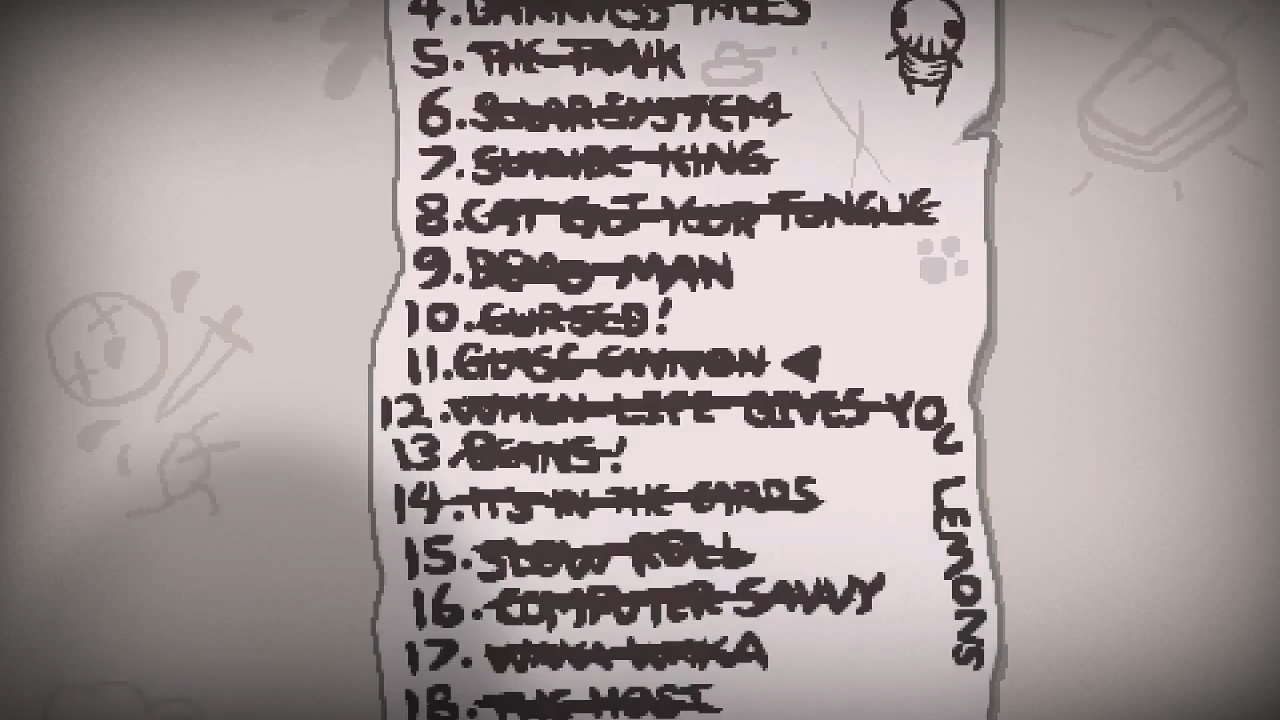 4. DARKNESS FALLS
5. THE TANK
6. SOLAR SYSTEM
7. SUICIDE KING
8. CAT GOT YOUR TONGUE
9. DEMO MAN
10. CURSED!
11. GLASS CANNON
12. WHEN LIFE GIVES YOU LEMONS
13. BEANS!
14. IT'S IN THE CARDS
15. SLOW ROLL
16. COMPUTER SAVVY
17. WAKA WAKA
18. THE HOST